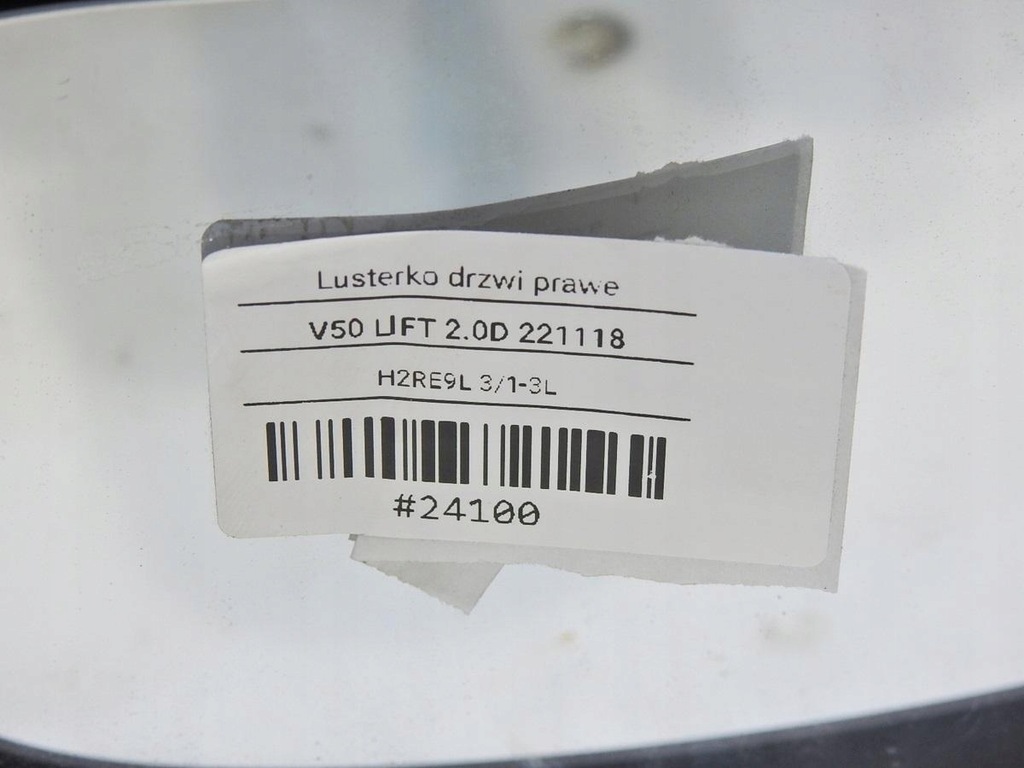 Lusterko drzwi prawe
V50 LIFT 2.0D 221118
H2RE9L 3/1-3L
#24100